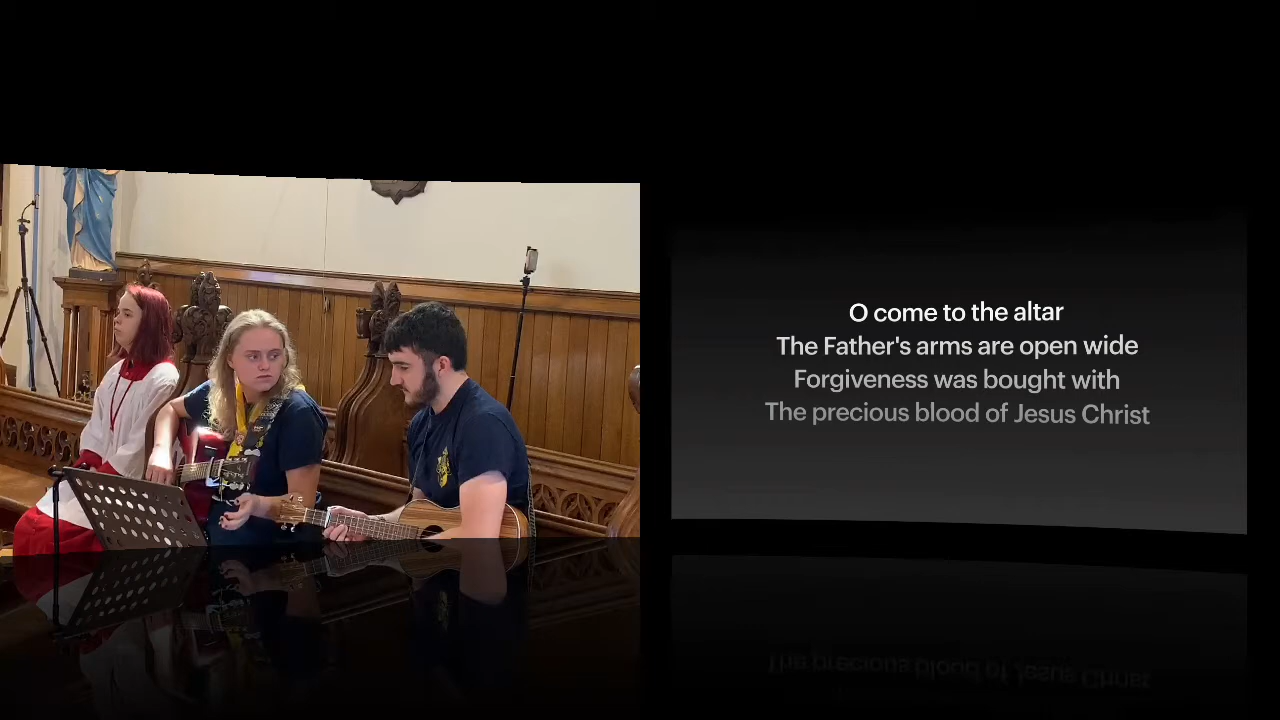 O come to the altar
The Father's arms are open wide
Forgiveness was bought with
The precious blood of Jesus Christ